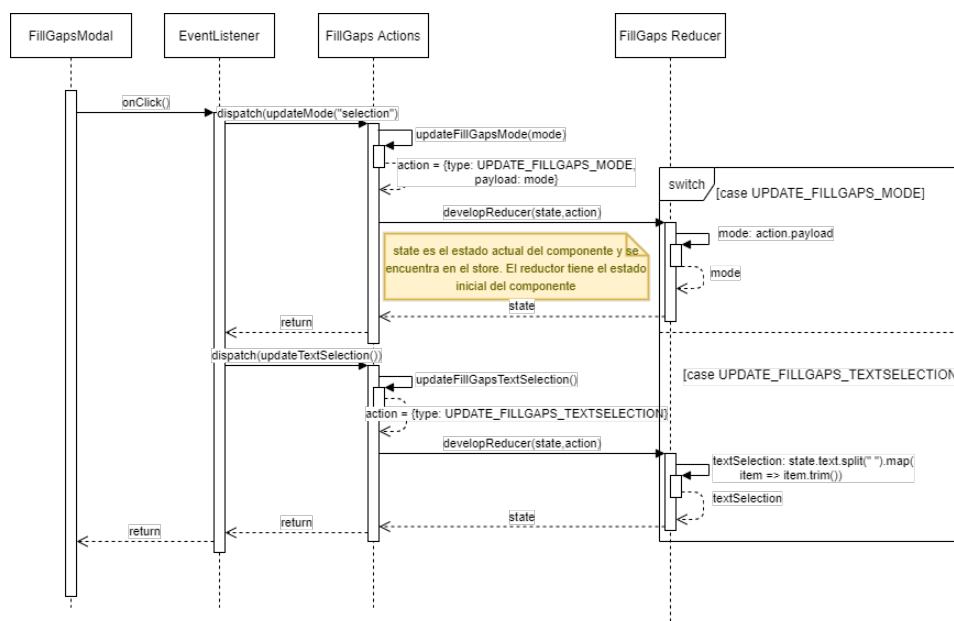 FillGapsModal
EventListener
FillGaps Actions
FillGaps Reducer
onClick()
dispatch(updateMode("selection")
updateFillGapsMode(mode)
action = {type: UPDATE_FILLGAPS_MODE,
payload: mode}
switch
[case UPDATE_FILLGAPS_MODE]
developReducer(state,action)
mode: action.payload
state es el estado actual del componente y se
encuentra en el store. El reductor tiene el estado
inicial del componente
mode
state
return
dispatch(updateTextSelection())
[case UPDATE_FILLGAPS_TEXTSELECTION
updateFillGapsTextSelection()
action = {type: UPDATE_FILLGAPS_TEXTSELECTION}
developReducer(state,action)
textSelection: state.text.split(" ").map(
item => item.trim())
textSelection
state
return
return